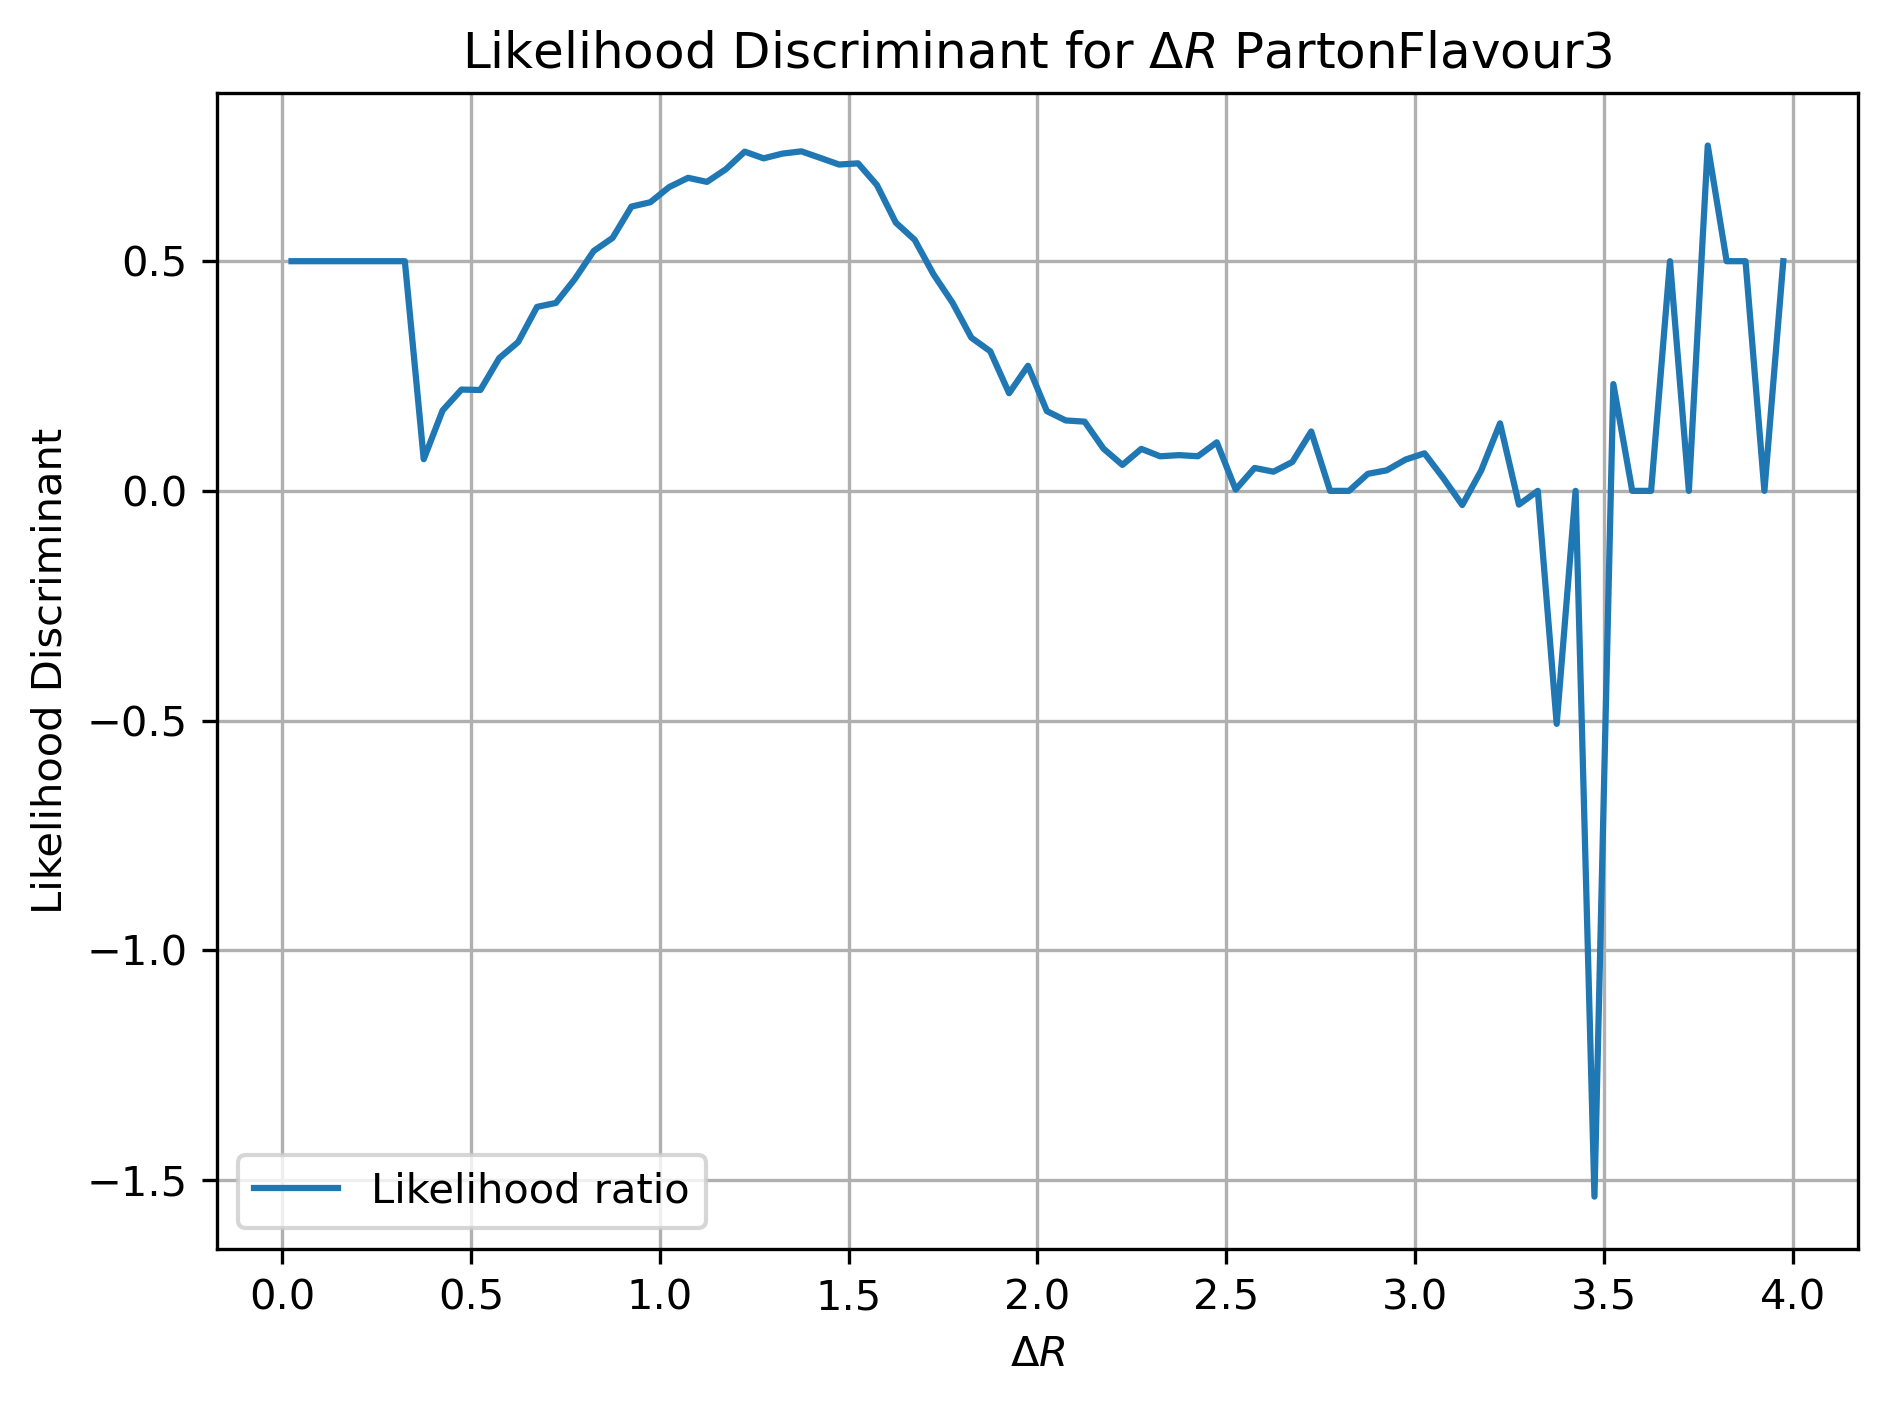 Likelihood Discriminant for ΔR PartonFlavour3
Likelihood Discriminant
0.5
0.0
−0.5
−1.0
−1.5
Likelihood ratio
0.0 0.5 1.0 1.5 2.0 2.5 3.0 3.5 4.0
ΔR